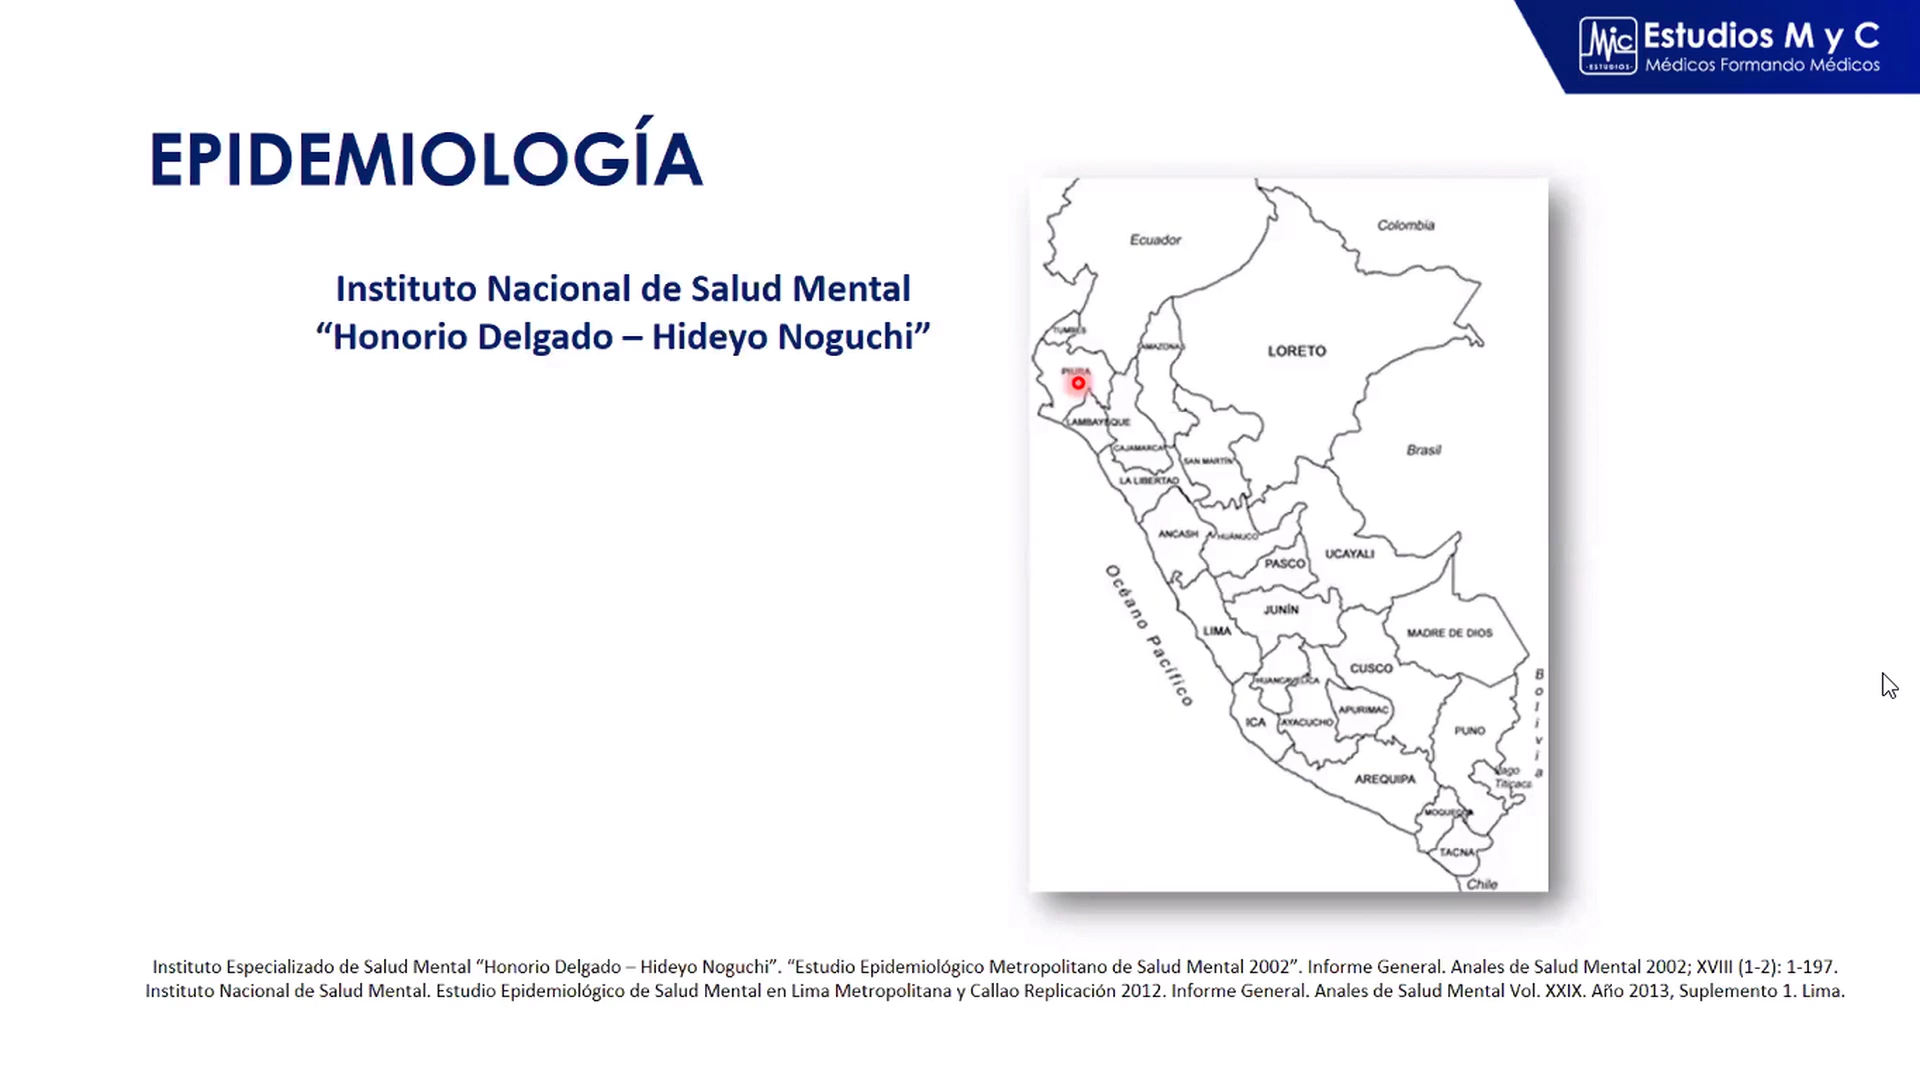 Estudios M y C
Médicos Formando Médicos
Mic
ESTUDIOS
EPIDEMIOLOGÍA
Instituto Nacional de Salud Mental
“Honorio Delgado – Hideyo Noguchi”
Colombia
Ecuador
TUMBES
AMAZONAS
LORETO
PIURA
LAMBAYEQUE
CAJAMARCA
Brasil
SAN MARTÍN
LA LIBERTAD
ANCASH
HUÁNUCO
UCAYALI
PASCO
Océano Pacífico
JUNÍN
LIMA
MADRE DE DIOS
CUSCO
HUANCAVELICA
Bolivia
APURIMAC
ICA
AYACUCHO
PUNO
Lago
Titicaca
AREQUIPA
MOQUEGUA
TACNA
Chile
Instituto Especializado de Salud Mental “Honorio Delgado – Hideyo Noguchi”. “Estudio Epidemiológico Metropolitano de Salud Mental 2002”. Informe General. Anales de Salud Mental 2002; XVIII (1-2): 1-197.
Instituto Nacional de Salud Mental. Estudio Epidemiológico de Salud Mental en Lima Metropolitana y Callao Replicación 2012. Informe General. Anales de Salud Mental Vol. XXIX. Año 2013, Suplemento 1. Lima.